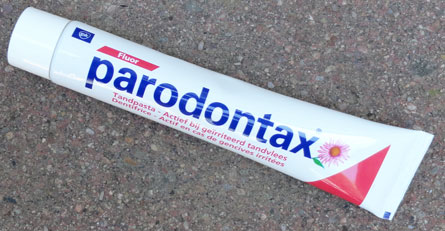 Fluor
parodontax
Tandpasta - Actief bij geïrriteerd tandvlees
Dentifrice - Actif en cas de gencives irritées